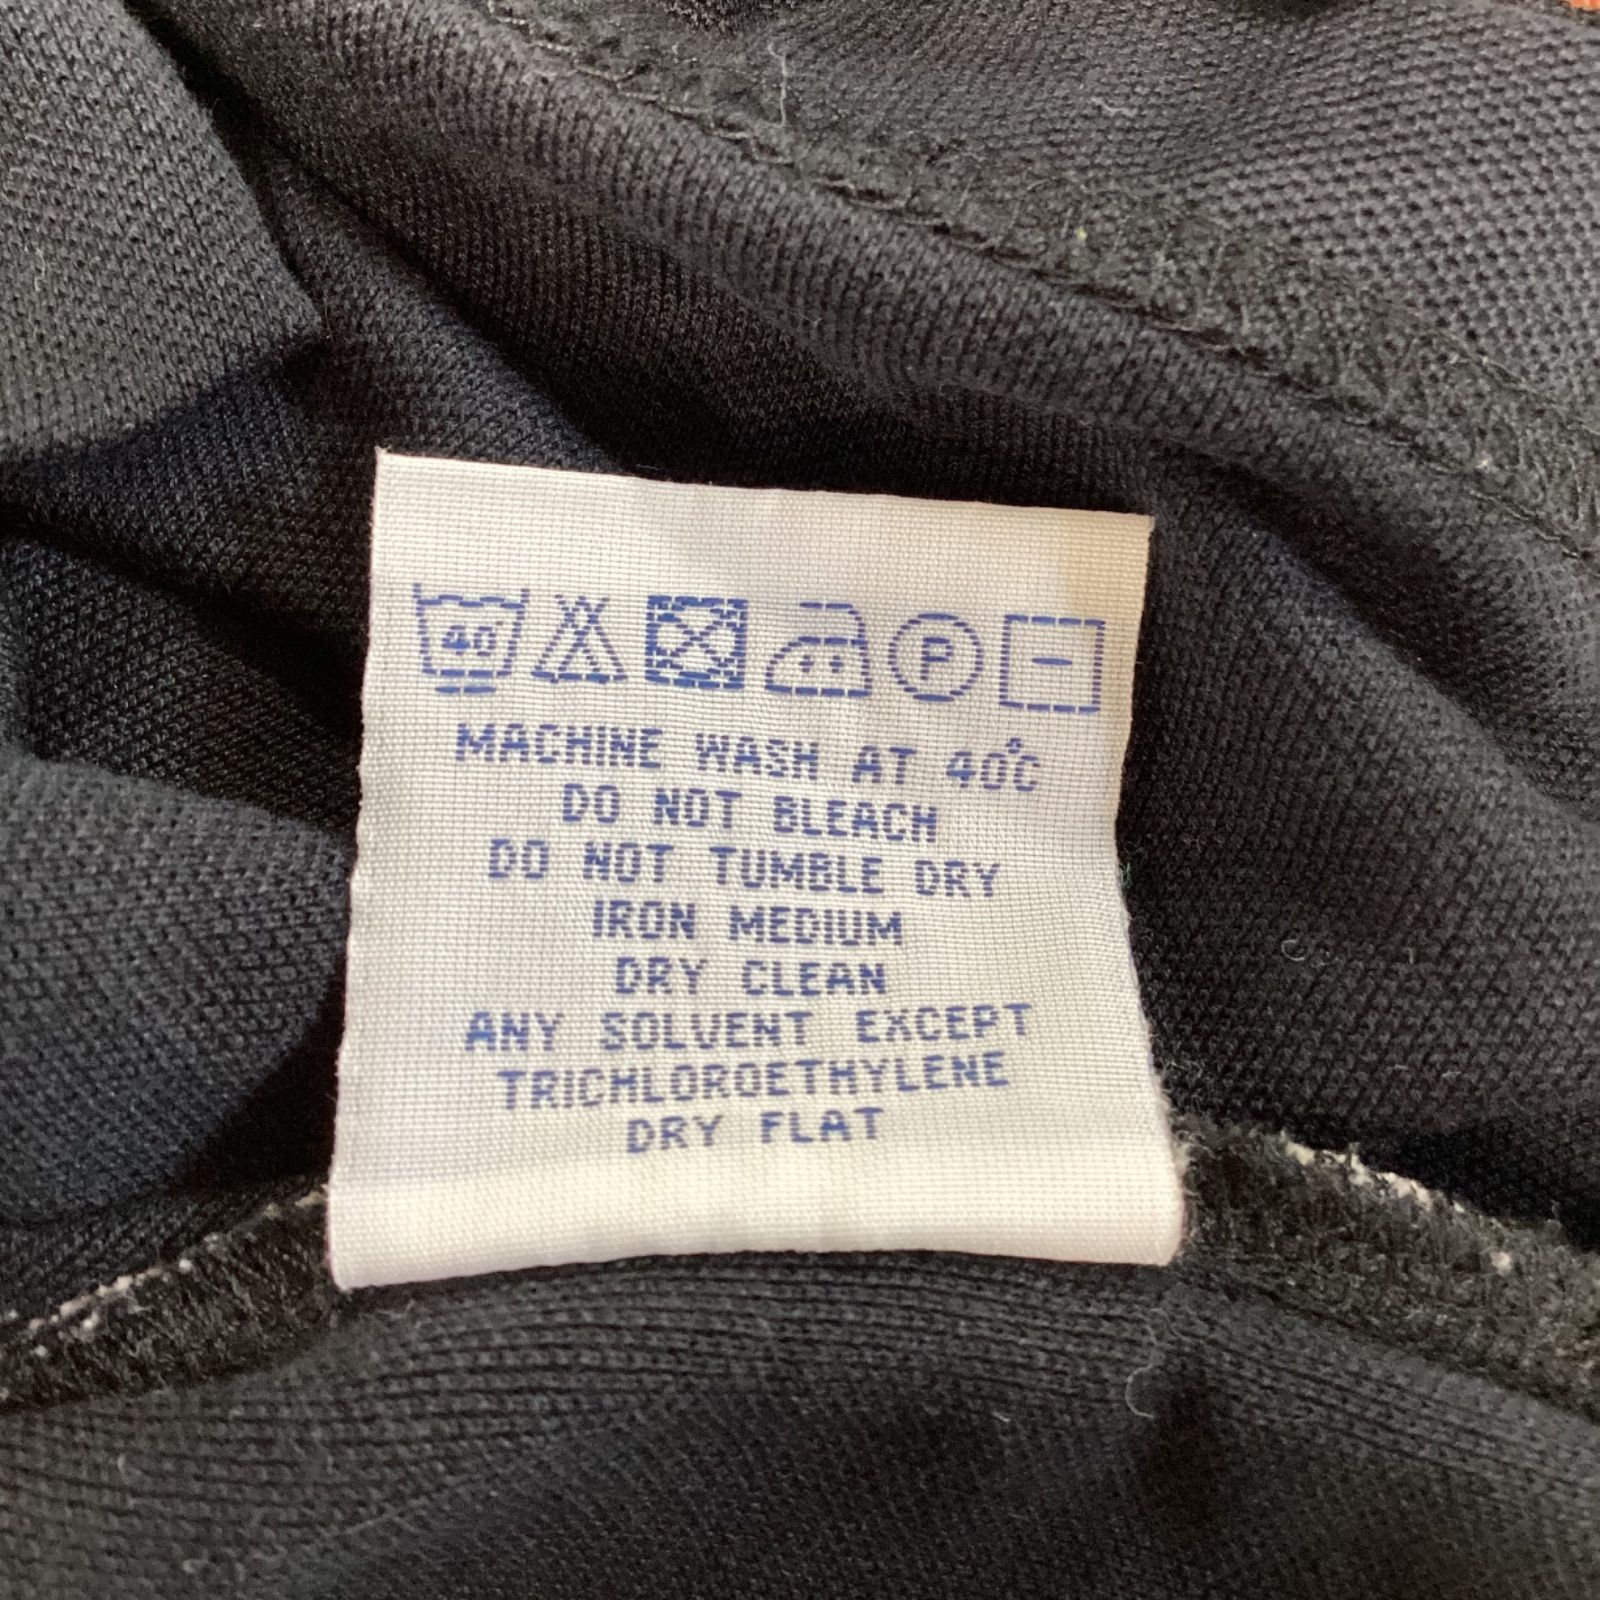 40 P
MACHINE WASH AT 40°C
DO NOT BLEACH
DO NOT TUMBLE DRY
IRON MEDIUM
DRY CLEAN
ANY SOLVENT EXCEPT
TRICHLOROETHYLENE
DRY FLAT